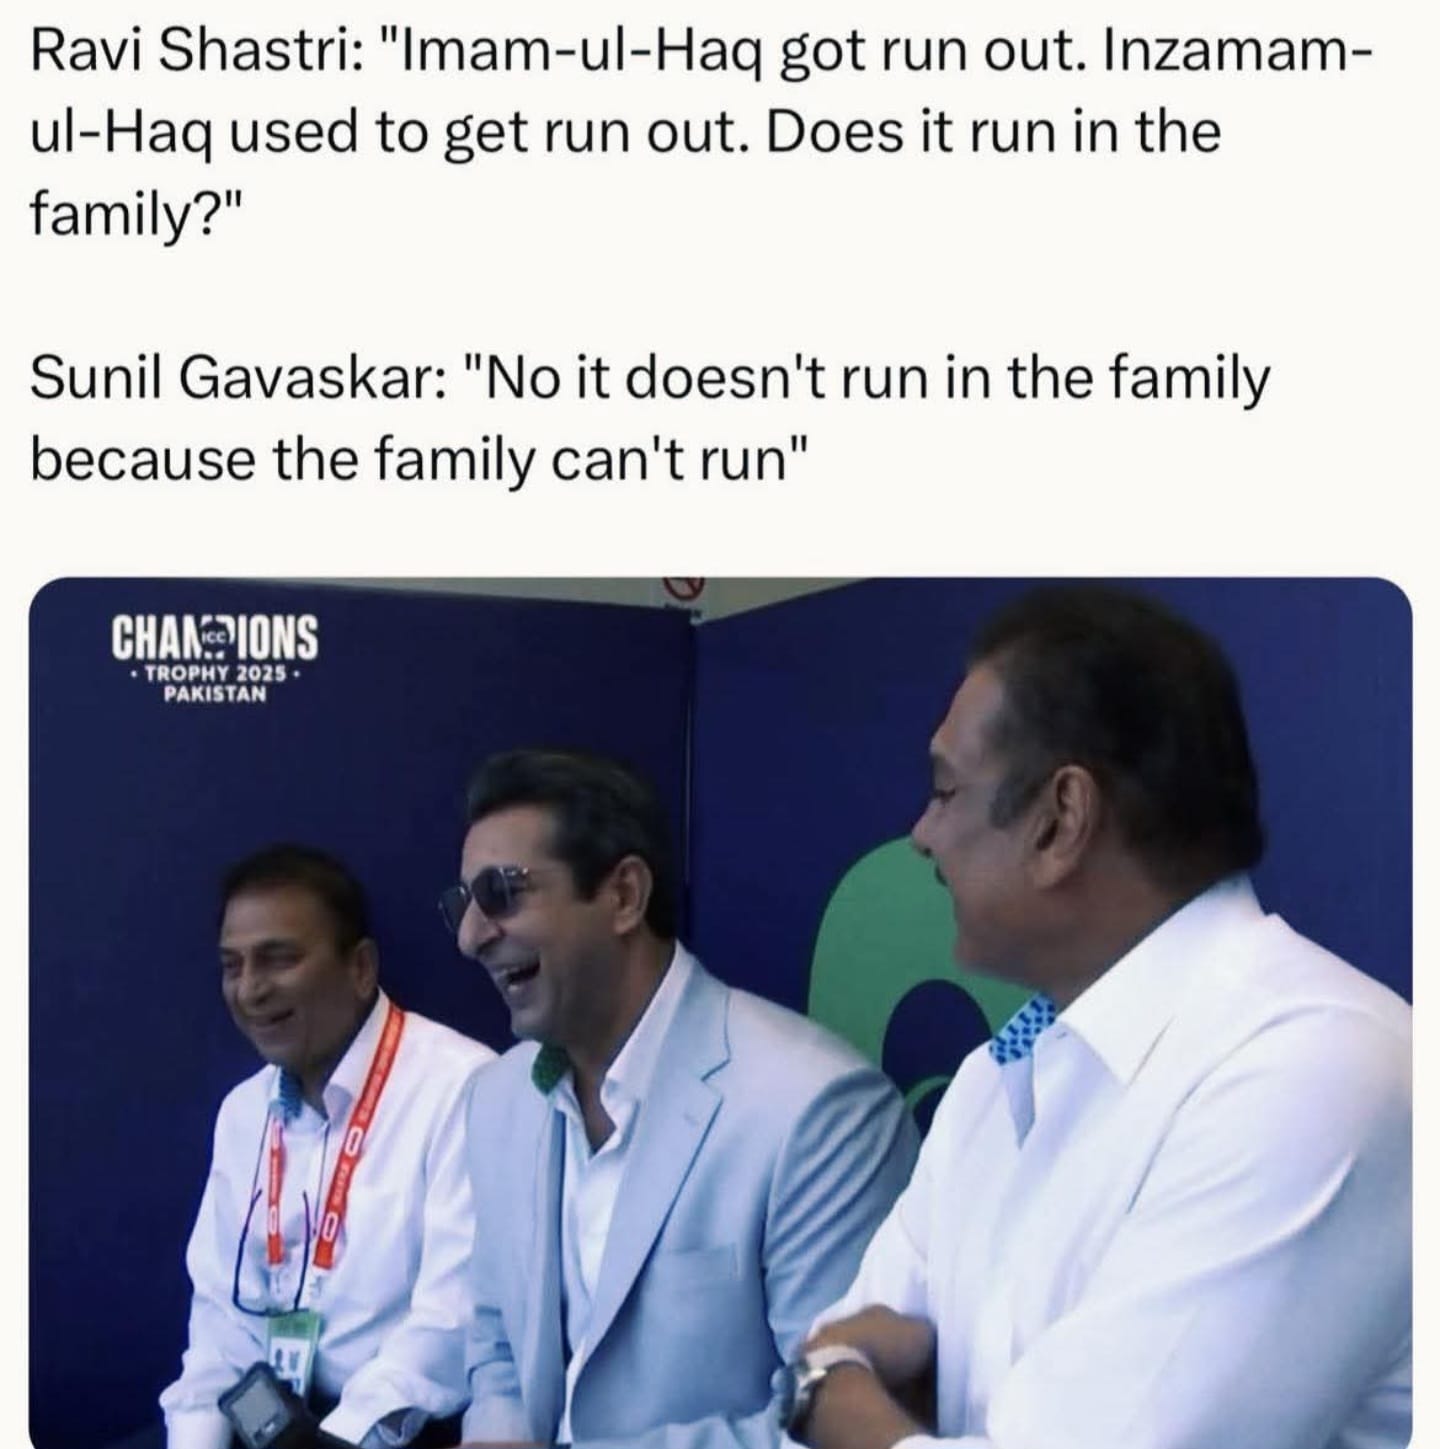 Ravi Shastri: "Imam-ul-Haq got run out. Inzamam-
ul-Haq used to get run out. Does it run in the
family?"
Sunil Gavaskar: "No it doesn't run in the family
because the family can't run"
CHAMPIONS
ICC
• TROPHY 2025 •
PAKISTAN